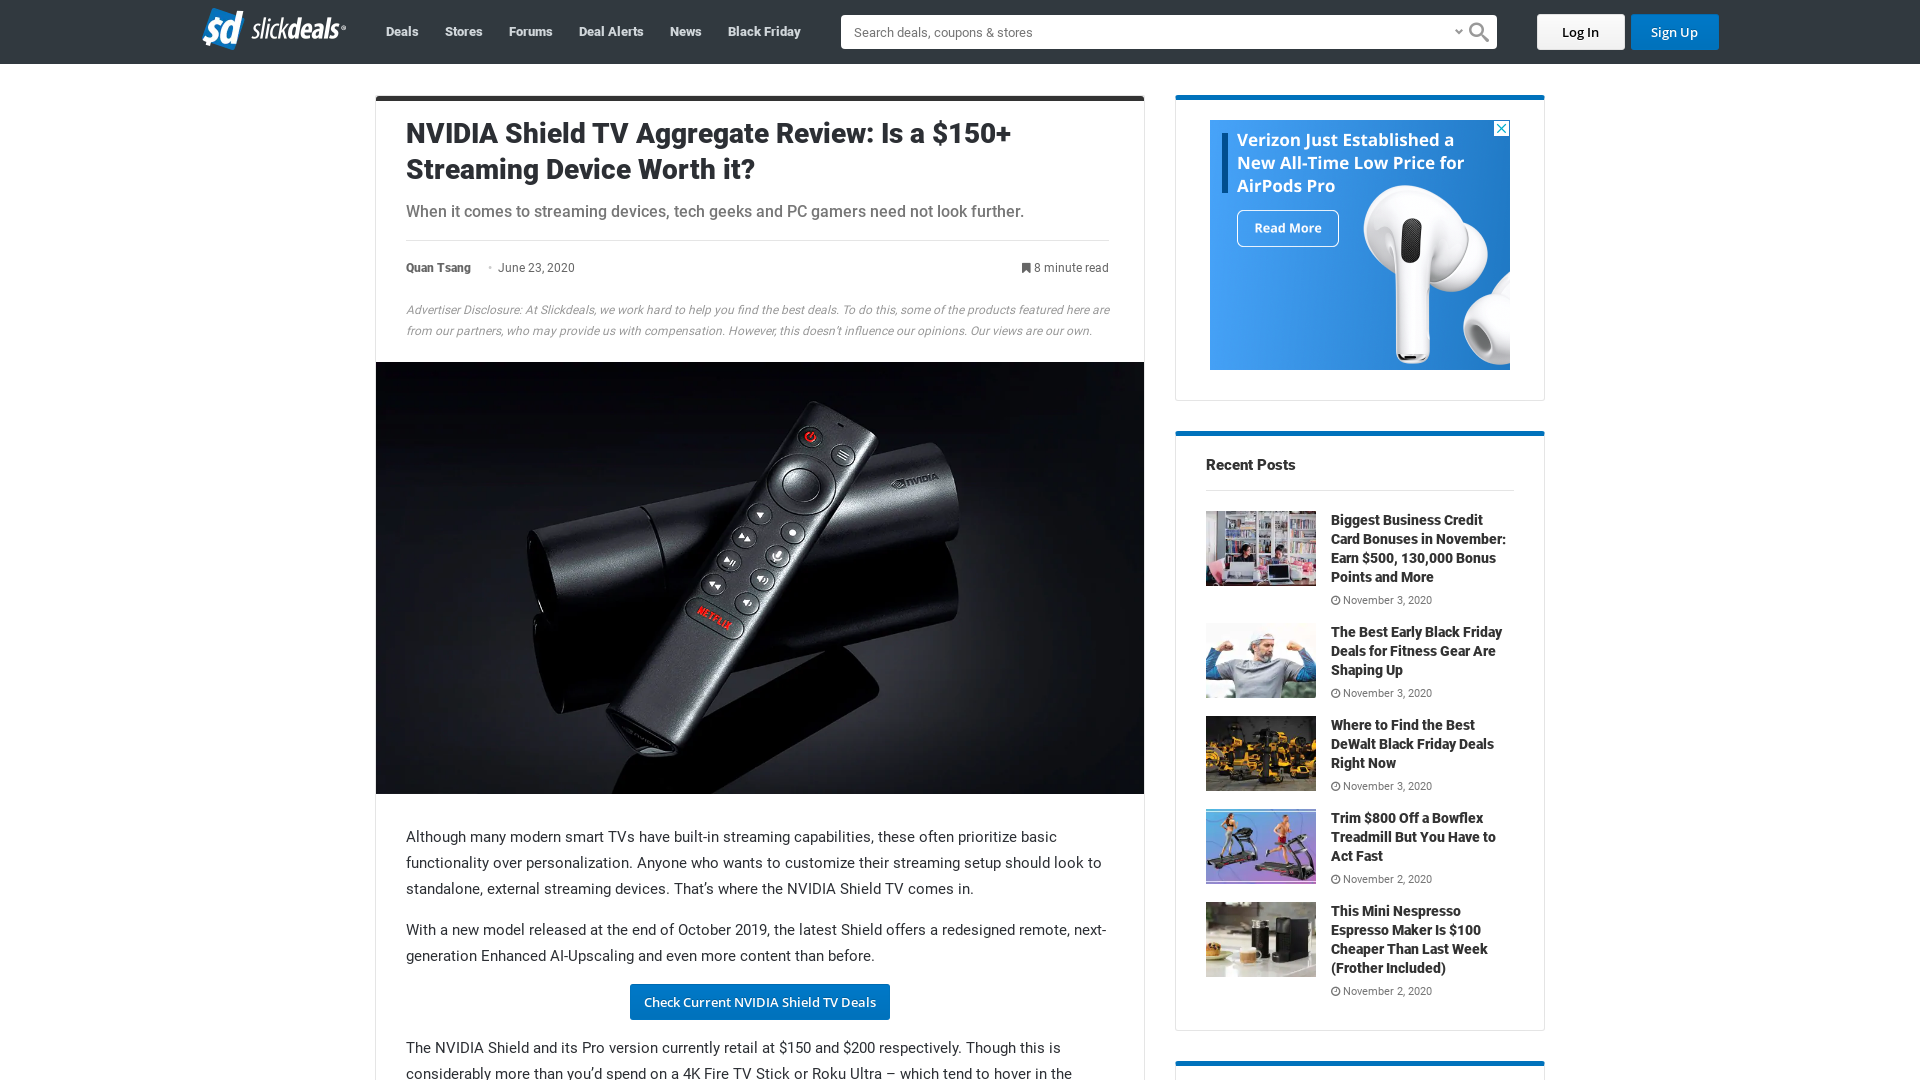 sd slickdeals
Deals
Stores
Forums
Deal Alerts
News
Black Friday
Search deals, coupons & stores
Log In
Sign Up
NVIDIA Shield TV Aggregate Review: Is a $150+
Streaming Device Worth it?
When it comes to streaming devices, tech geeks and PC gamers need not look further.
Quan Tsang • June 23, 2020
8 minute read
Advertiser Disclosure: At Slickdeals, we work hard to help you find the best deals. To do this, some of the products featured here are
from our partners, who may provide us with compensation. However, this doesn't influence our opinions. Our views are our own.
NVIDIA
NETFLIX
Although many modern smart TVs have built-in streaming capabilities, these often prioritize basic
functionality over personalization. Anyone who wants to customize their streaming setup should look to
standalone, external streaming devices. That’s where the NVIDIA Shield TV comes in.
With a new model released at the end of October 2019, the latest Shield offers a redesigned remote, next-
generation Enhanced AI-Upscaling and even more content than before.
Check Current NVIDIA Shield TV Deals
The NVIDIA Shield and its Pro version currently retail at $150 and $200 respectively. Though this is
considerably more than you’d spend on a 4K Fire TV Stick or Roku Ultra – which tend to hover in the
Verizon Just Established a
New All-Time Low Price for
AirPods Pro
Read More
Recent Posts
Biggest Business Credit
Card Bonuses in November:
Earn $500, 130,000 Bonus
Points and More
November 3, 2020
The Best Early Black Friday
Deals for Fitness Gear Are
Shaping Up
November 3, 2020
Where to Find the Best
DeWalt Black Friday Deals
Right Now
November 3, 2020
Trim $800 Off a Bowflex
Treadmill But You Have to
Act Fast
November 2, 2020
This Mini Nespresso
Espresso Maker Is $100
Cheaper Than Last Week
(Frother Included)
November 2, 2020